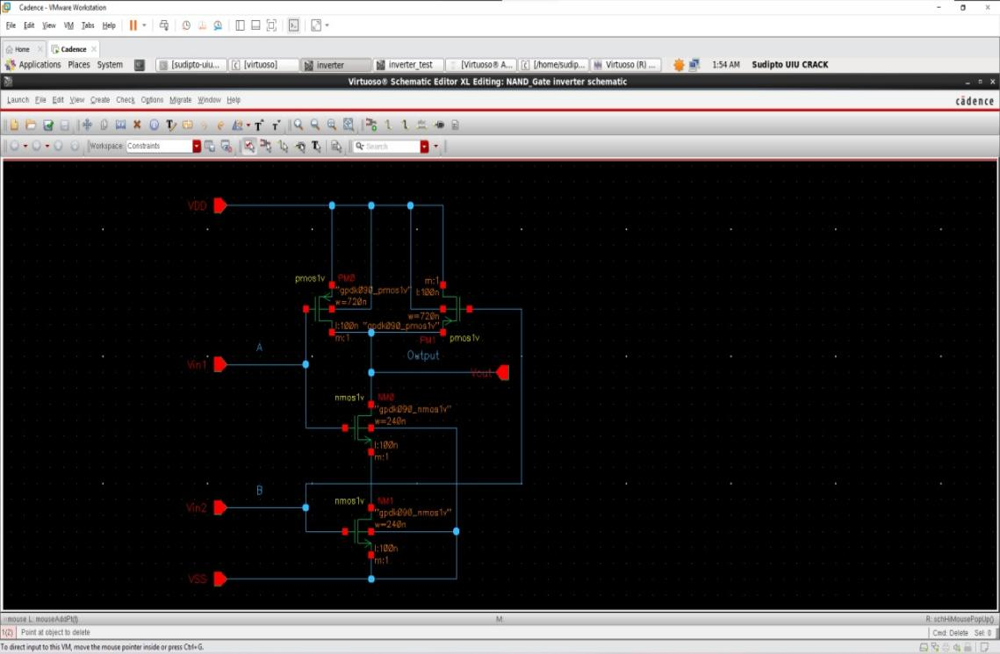 Cadence - VMware Workstation
File Edit View VM Tabs Help
Home Cadence
Applications Places System [sudipto-uiu... [virtuoso] inverter inverter_test [Virtuoso® A... [/home/sudip... Virtuoso (R) ... 1:54 AM Sudipto UIU CRACK
Virtuoso® Schematic Editor XL Editing: NAND_Gate inverter schematic
Launch File Edit View Create Check Options Migrate Window Help cādence
Workspace: Constraints Search
VDD
pmos1v PM0 m:1
"gpdk090_pmos1v" l:100n
w=720n
w=720n
l:100n "gpdk090_pmos1v"
m:1 PM1 pmos1v
A
Output
Vin1
Vout
nmos1v NM0
"gpdk090_nmos1v"
w=240n
l:100n
m:1
B
Vin2
nmos1v NM1
"gpdk090_nmos1v"
w=240n
l:100n
m:1
VSS
mouse L: mouseAddPt() M: R: schHiMousePopUp()
1(2) Point at object to delete Cmd: Delete Sel: 0
To direct input to this VM, move the mouse pointer inside or press Ctrl+G.